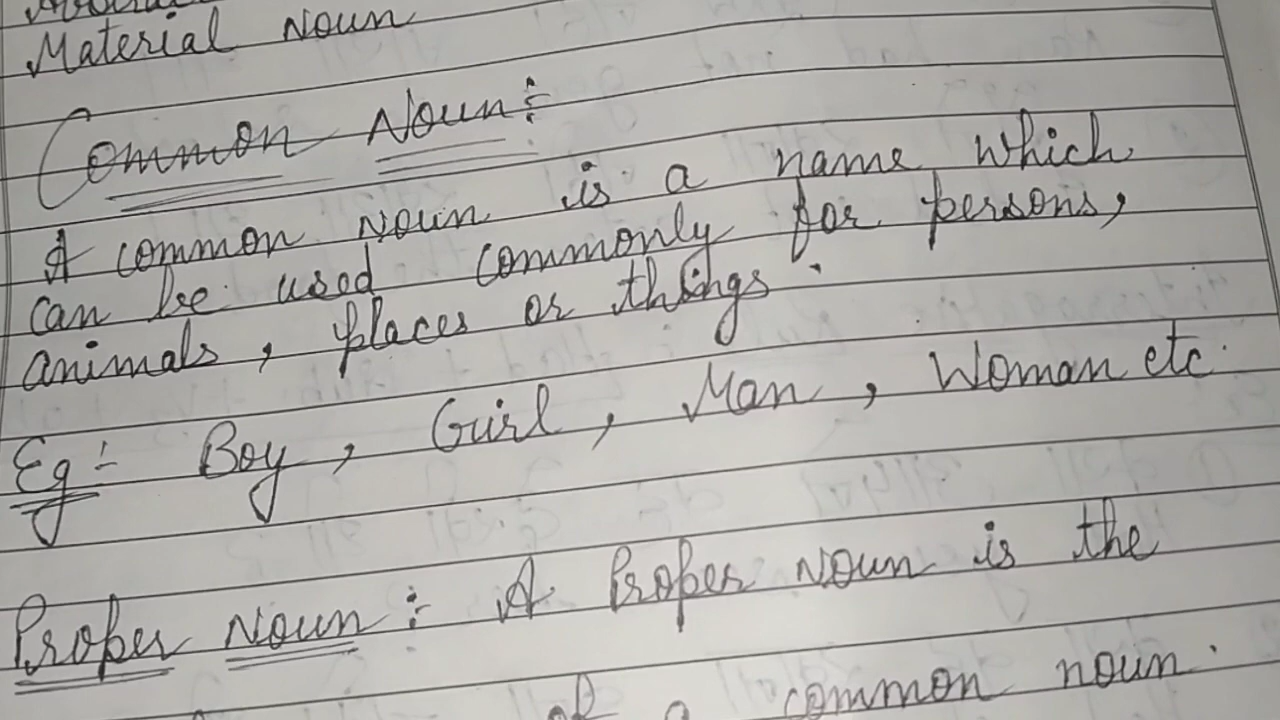 Material Noun
Common Noun:-
A common noun is a name which
can be used commonly for persons,
animals, places or things.
Eg:- Boy, Girl, Man, Woman etc.
Proper Noun:- A Proper noun is the
of a common noun.